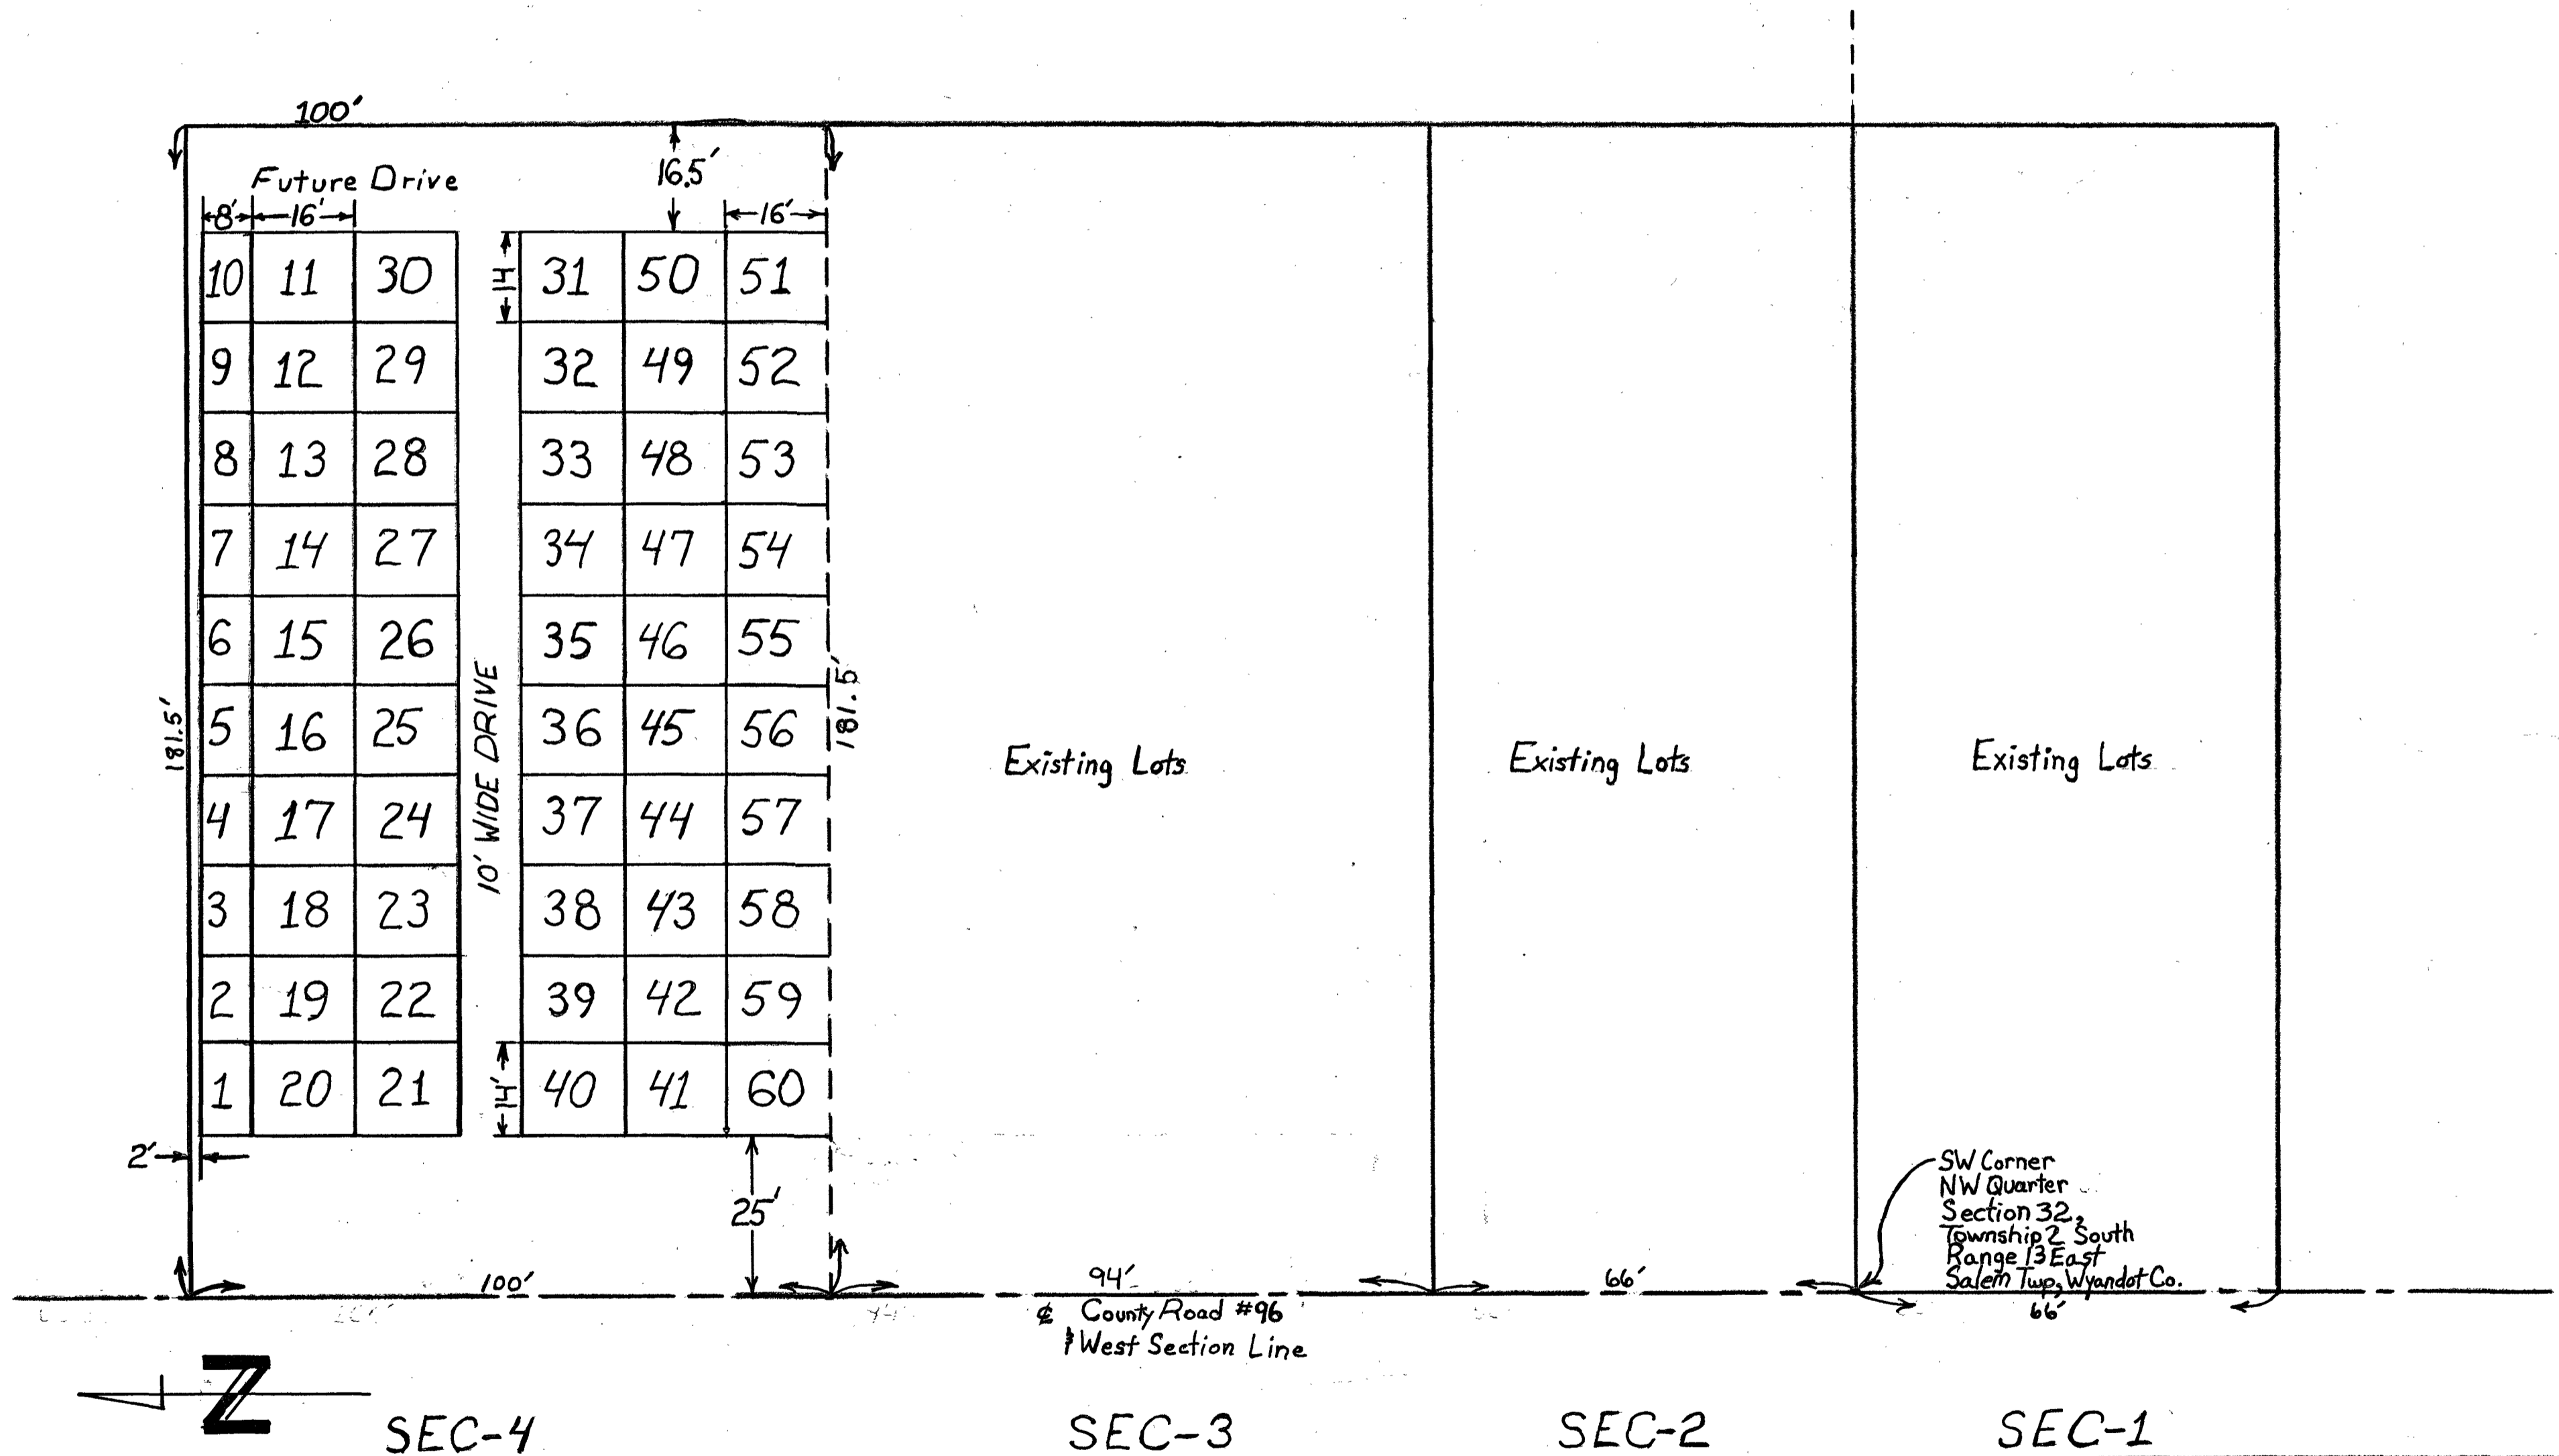 100'
Future Drive
16.5'
8' 16' 16'
10 11 30 14 31 50 51
9 12 29 32 49 52
8 13 28 33 48 53
7 14 27 34 47 54
6 15 26 35 46 55
181.5' 5 16 25 10' WIDE DRIVE 36 45 56 181.5'
Existing Lots Existing Lots Existing Lots
4 17 24 37 44 57
3 18 23 38 43 58
2 19 22 39 42 59
1 20 21 14' 40 41 60
2'
25'
SW Corner
NW Quarter
Section 32,
Township 2 South
Range 13 East
Salem Twp, Wyandot Co.
100' 94' 66' 66'
℄ County Road #96
& West Section Line
Z
SEC-4 SEC-3 SEC-2 SEC-1